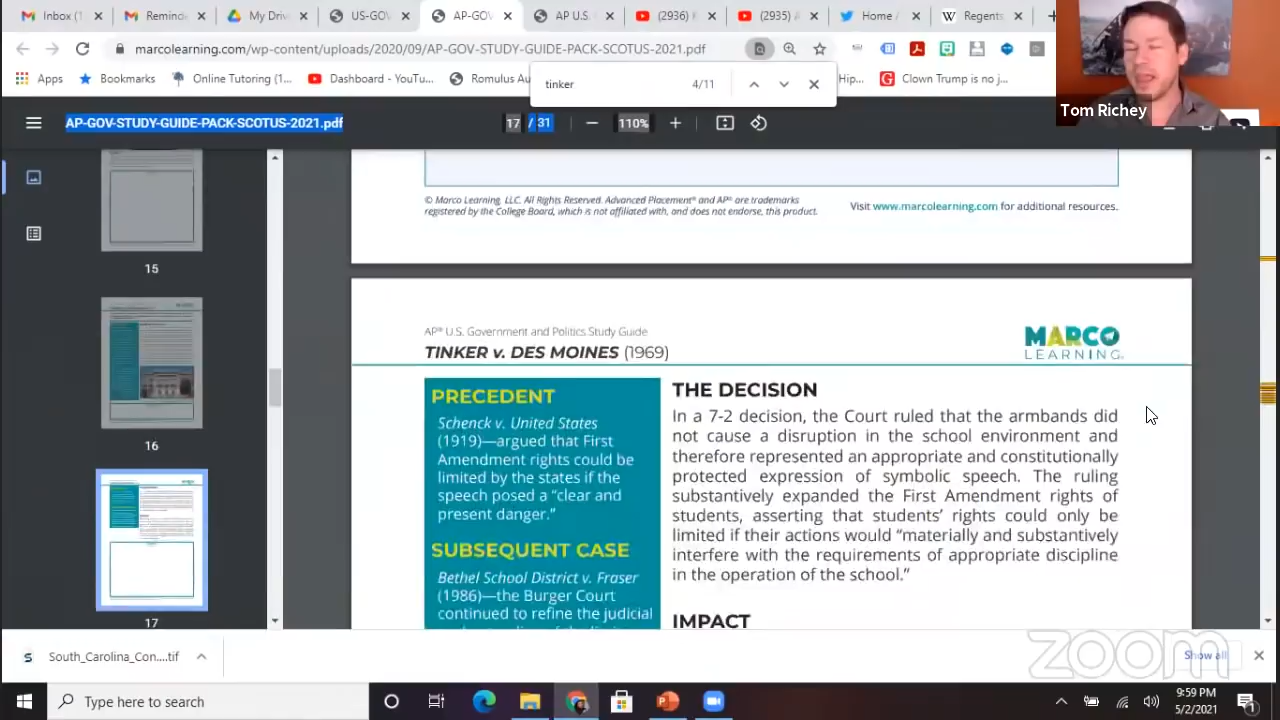 Inbox (1
Remind
My Driv
US-GOV
AP-GOV
AP U.S.
(2936)
(2935)
Home
Regents
marcolearning.com/wp-content/uploads/2020/09/AP-GOV-STUDY-GUIDE-PACK-SCOTUS-2021.pdf
Apps
Bookmarks
Online Tutoring (1...
Dashboard - YouTu...
Romulus Au
Hip...
Clown Trump is no j...
tinker
4/11
Tom Richey
AP-GOV-STUDY-GUIDE-PACK-SCOTUS-2021.pdf
17 / 31
110%
15
16
17
© Marco Learning, LLC. All Rights Reserved. Advanced Placement® and AP® are trademarks
registered by the College Board, which is not affiliated with, and does not endorse, this product.
Visit www.marcolearning.com for additional resources.
AP® U.S. Government and Politics Study Guide
TINKER v. DES MOINES (1969)
MARCO
LEARNING
PRECEDENT
Schenck v. United States
(1919)—argued that First
Amendment rights could be
limited by the states if the
speech posed a “clear and
present danger.”
SUBSEQUENT CASE
Bethel School District v. Fraser
(1986)—the Burger Court
continued to refine the judicial
THE DECISION
In a 7-2 decision, the Court ruled that the armbands did
not cause a disruption in the school environment and
therefore represented an appropriate and constitutionally
protected expression of symbolic speech. The ruling
substantively expanded the First Amendment rights of
students, asserting that students’ rights could only be
limited if their actions would “materially and substantively
interfere with the requirements of appropriate discipline
in the operation of the school.”
IMPACT
zoom
South_Carolina_Con....tif
Show all
Type here to search
9:59 PM
5/2/2021
1